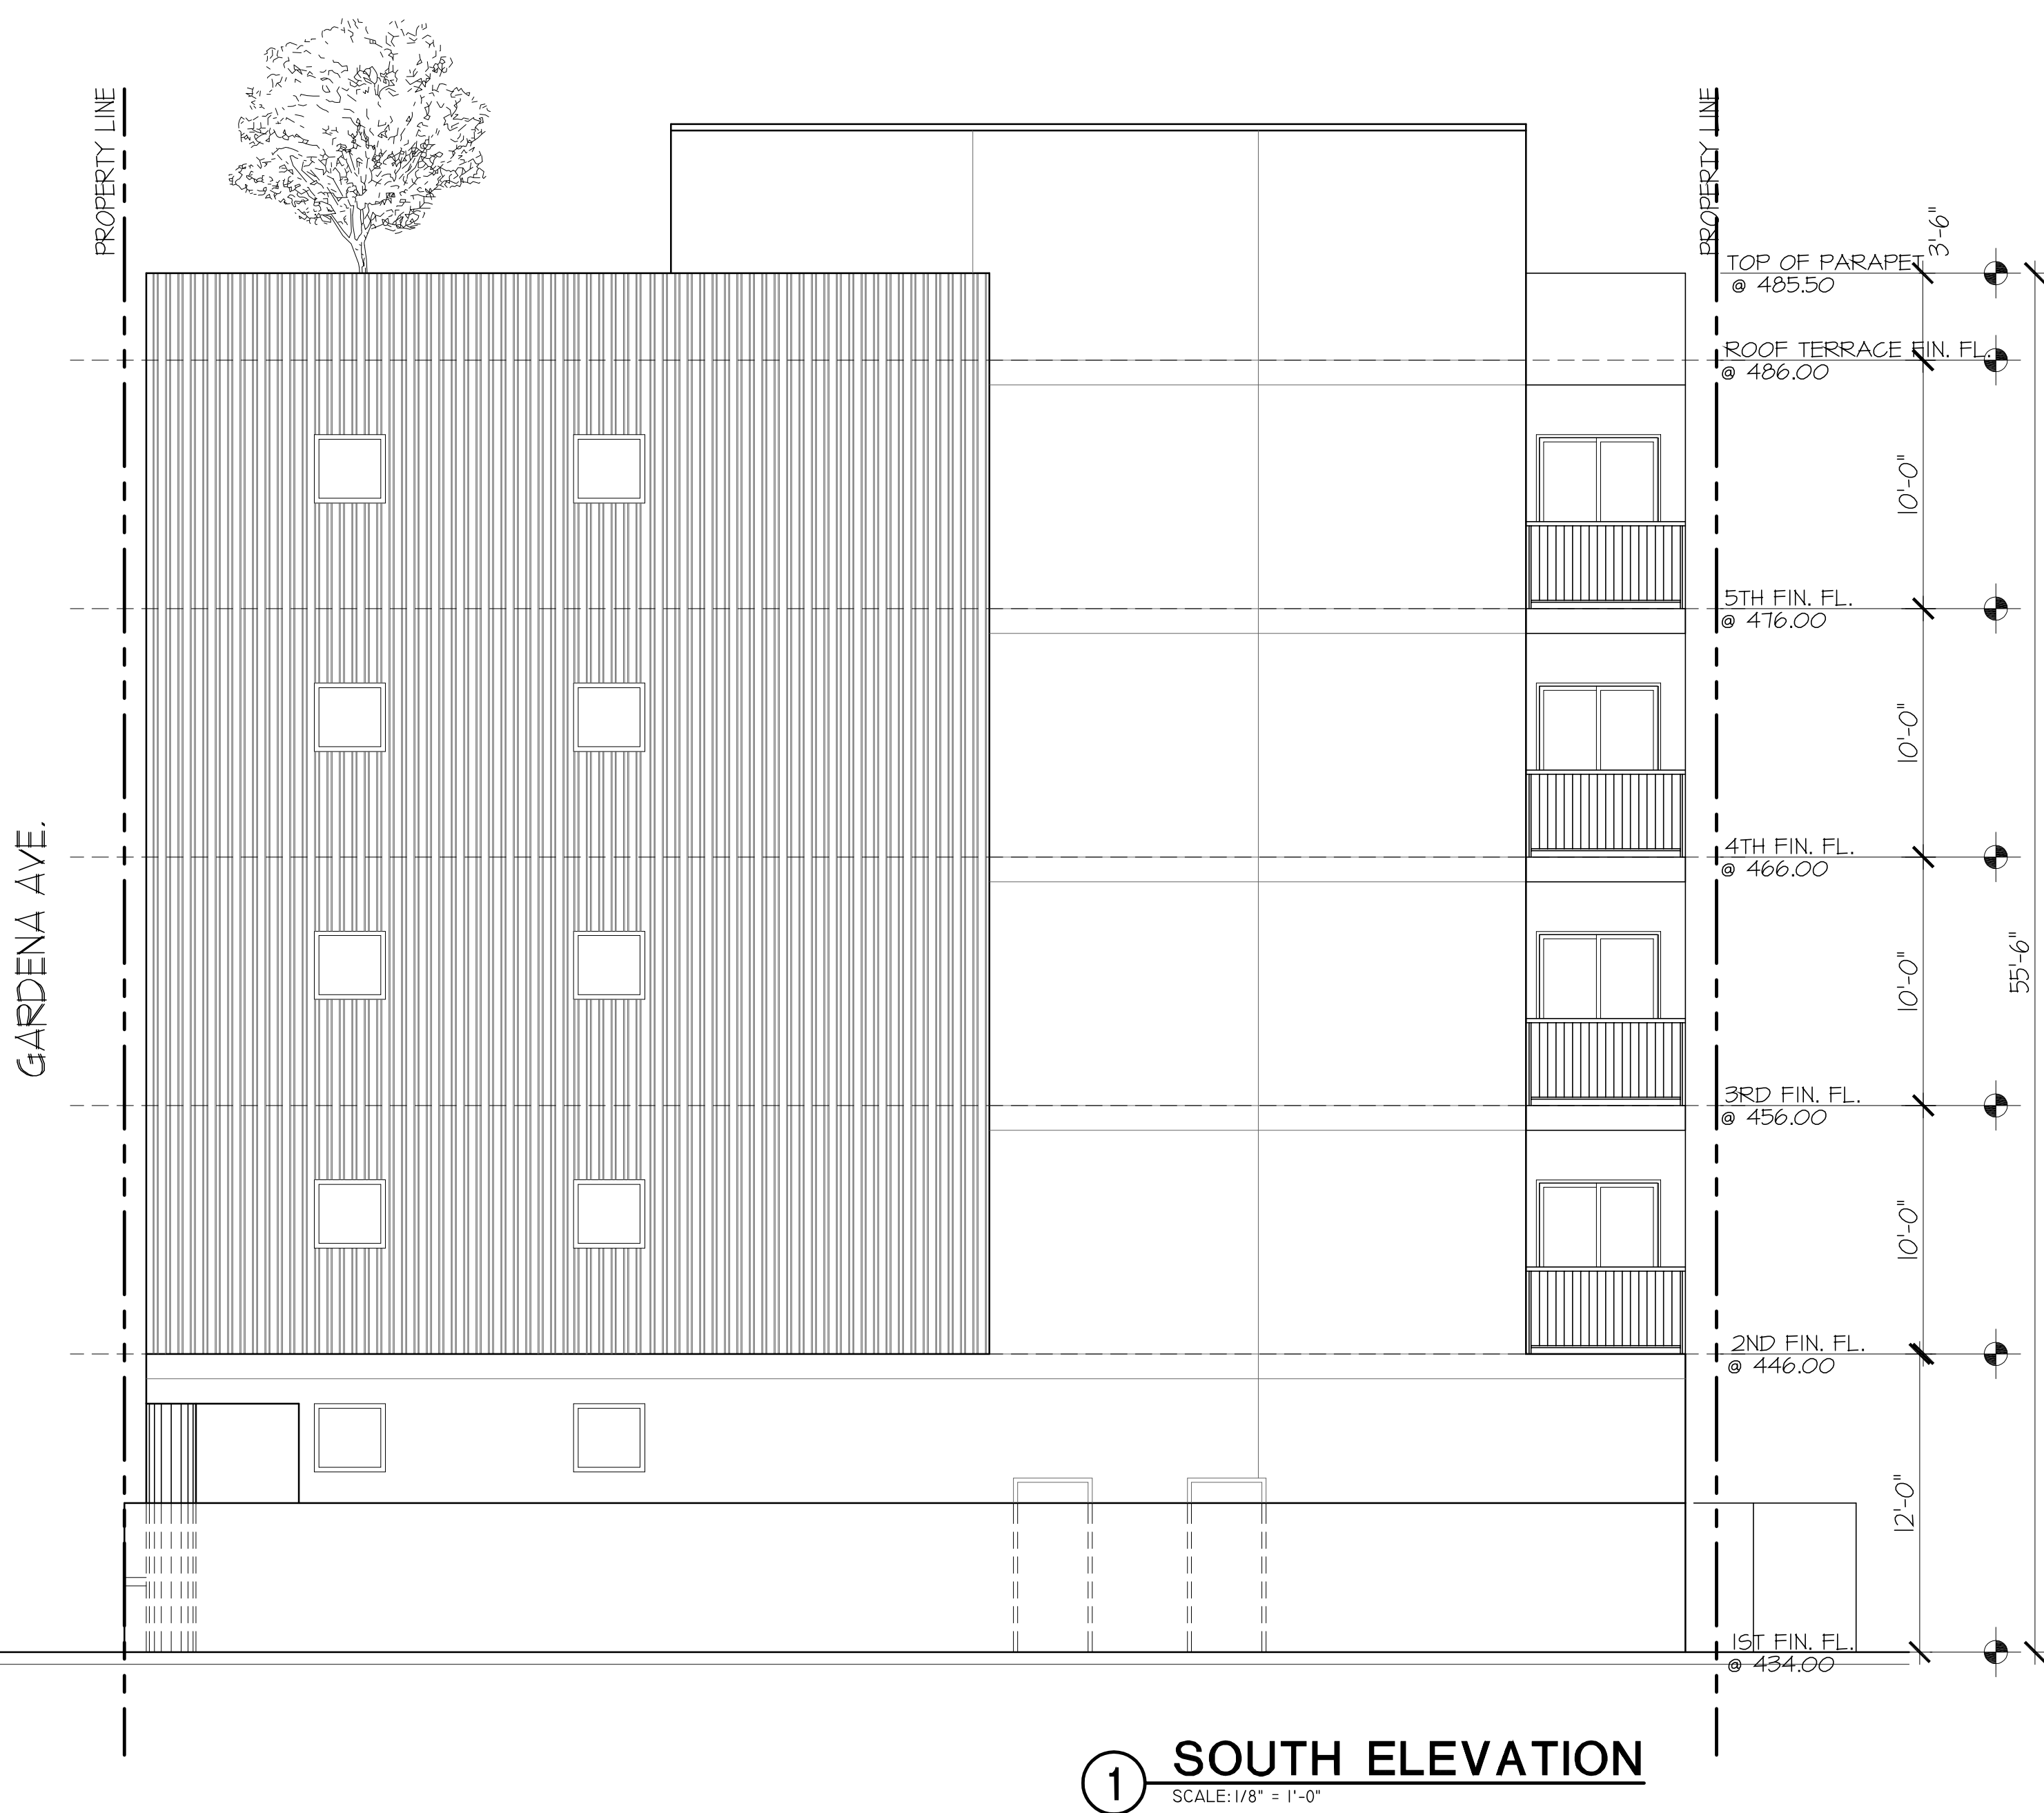 PROPERTY LINE
PROPERTY LINE
3'-6"
TOP OF PARAPET
@ 485.50
ROOF TERRACE FIN. FL.
@ 486.00
10'-0"
5TH FIN. FL.
@ 476.00
10'-0"
4TH FIN. FL.
@ 466.00
GARDENA AVE.
55'-6"
10'-0"
3RD FIN. FL.
@ 456.00
10'-0"
2ND FIN. FL.
@ 446.00
12'-0"
1ST FIN. FL.
@ 434.00
1
SOUTH ELEVATION
SCALE: 1/8" = 1'-0"